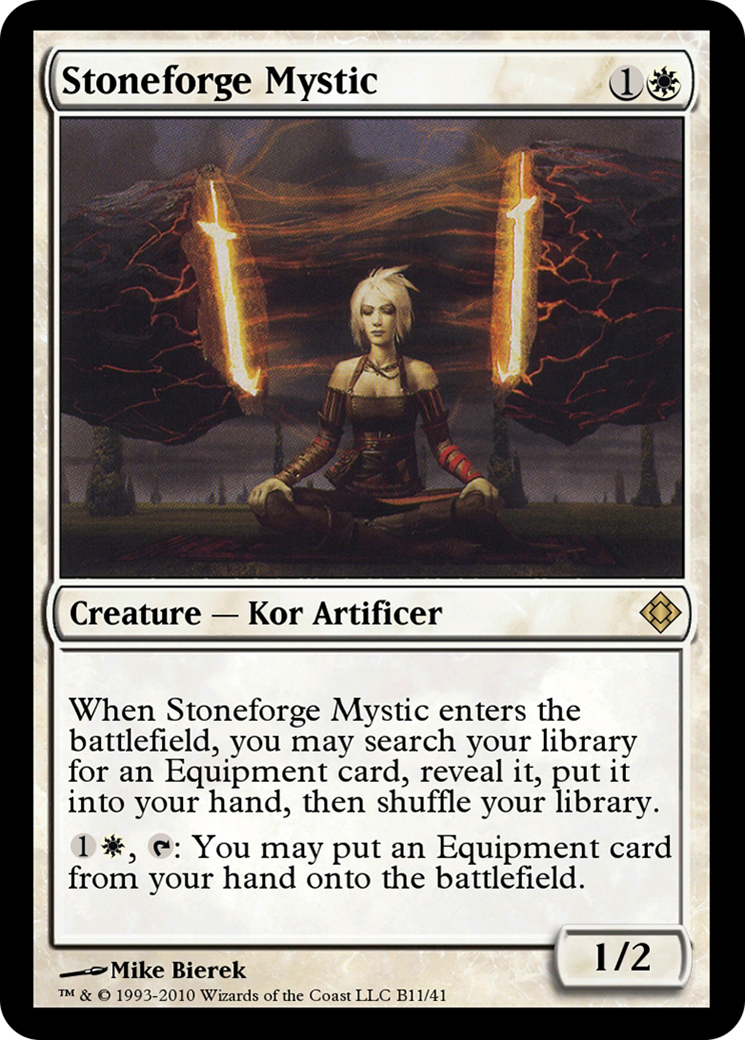 Stoneforge Mystic 1
Creature — Kor Artificer
When Stoneforge Mystic enters the
battlefield, you may search your library
for an Equipment card, reveal it, put it
into your hand, then shuffle your library.
1, : You may put an Equipment card
from your hand onto the battlefield.
1/2
Mike Bierek
™ & © 1993-2010 Wizards of the Coast LLC B11/41